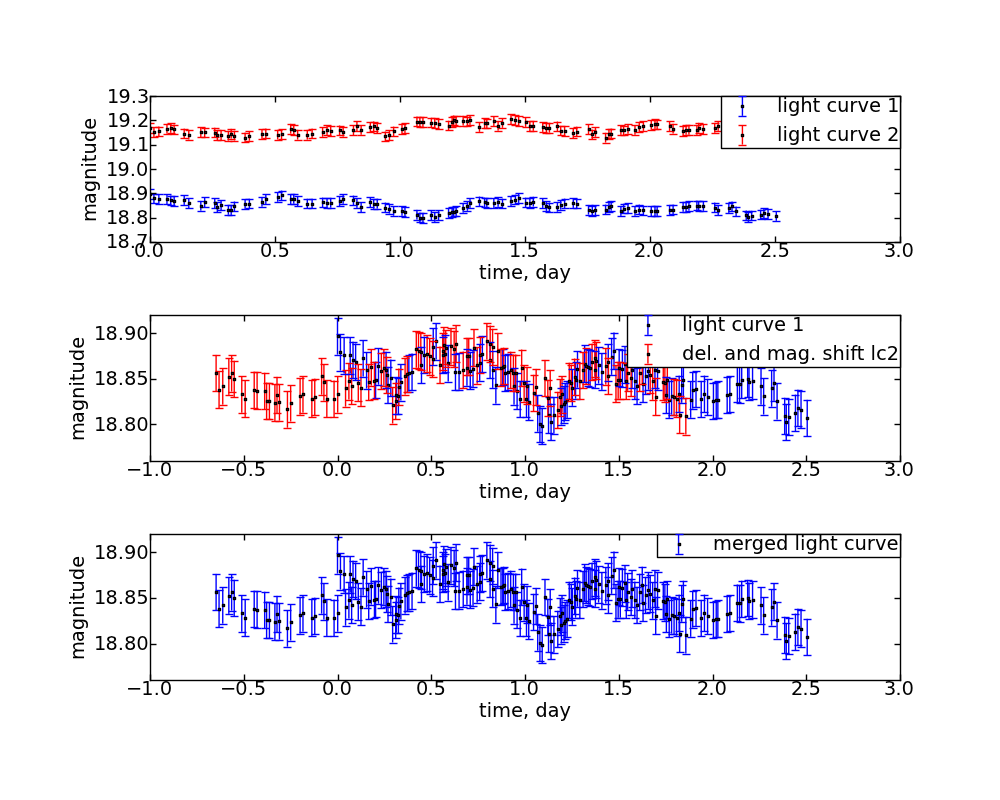 19.3
19.2
19.1
19.0
18.9
18.8
18.7
magnitude
light curve 1
light curve 2
0.0 0.5 1.0 1.5 2.0 2.5 3.0
time, day
18.90
18.85
18.80
magnitude
light curve 1
del. and mag. shift lc2
−1.0 −0.5 0.0 0.5 1.0 1.5 2.0 2.5 3.0
time, day
18.90
18.85
18.80
magnitude
merged light curve
−1.0 −0.5 0.0 0.5 1.0 1.5 2.0 2.5 3.0
time, day